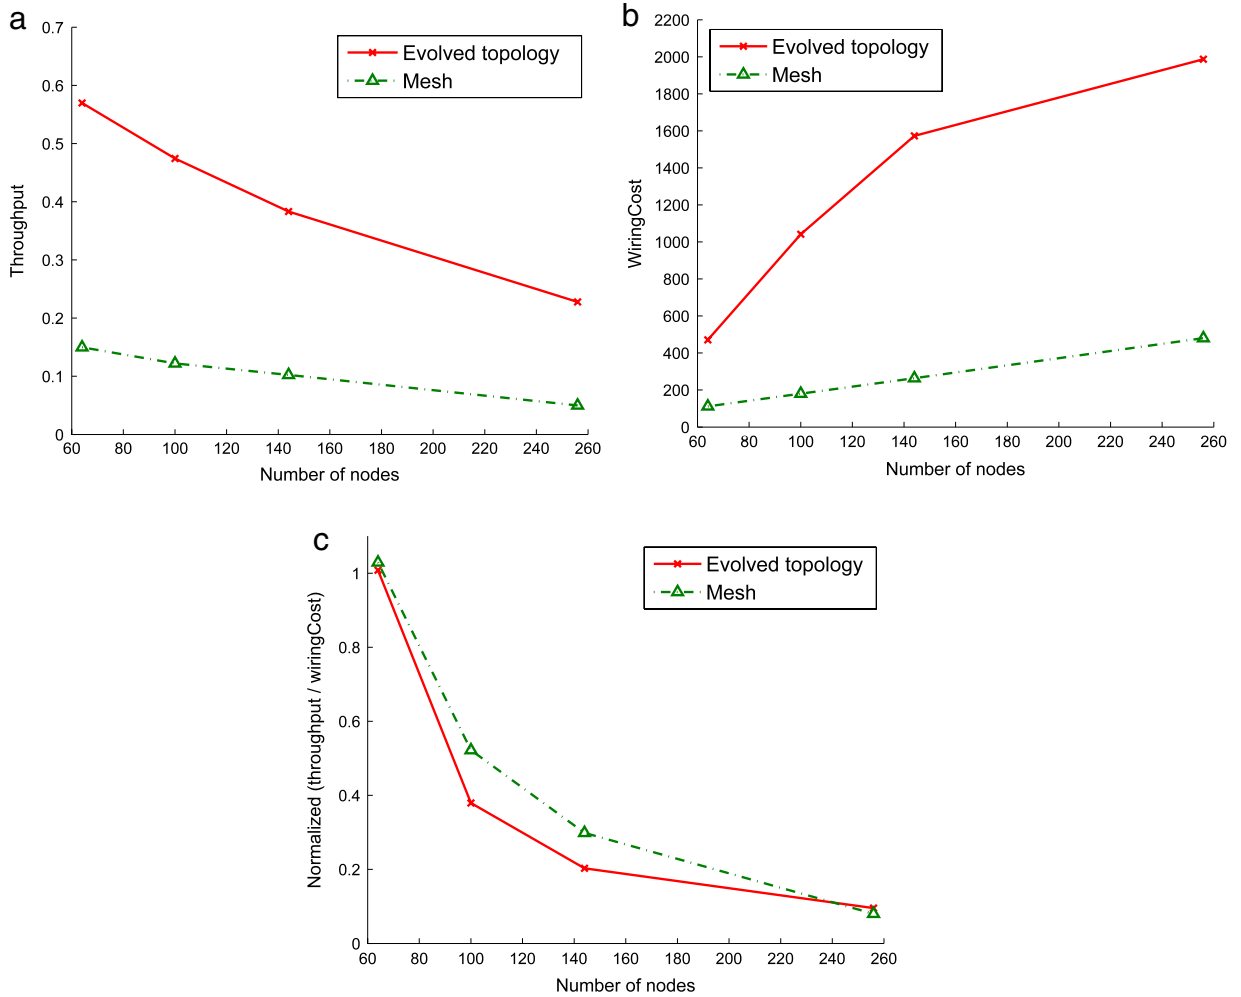 a
0.7
0.6
0.5
0.4
0.3
0.2
0.1
0
Throughput
60 80 100 120 140 160 180 200 220 240 260
Number of nodes
Evolved topology
Mesh
b
2200
2000
1800
1600
1400
1200
1000
800
600
400
200
0
WiringCost
60 80 100 120 140 160 180 200 220 240 260
Number of nodes
Evolved topology
Mesh
c
1
0.8
0.6
0.4
0.2
0
Normalized (throughput / wiringCost)
60 80 100 120 140 160 180 200 220 240 260
Number of nodes
Evolved topology
Mesh